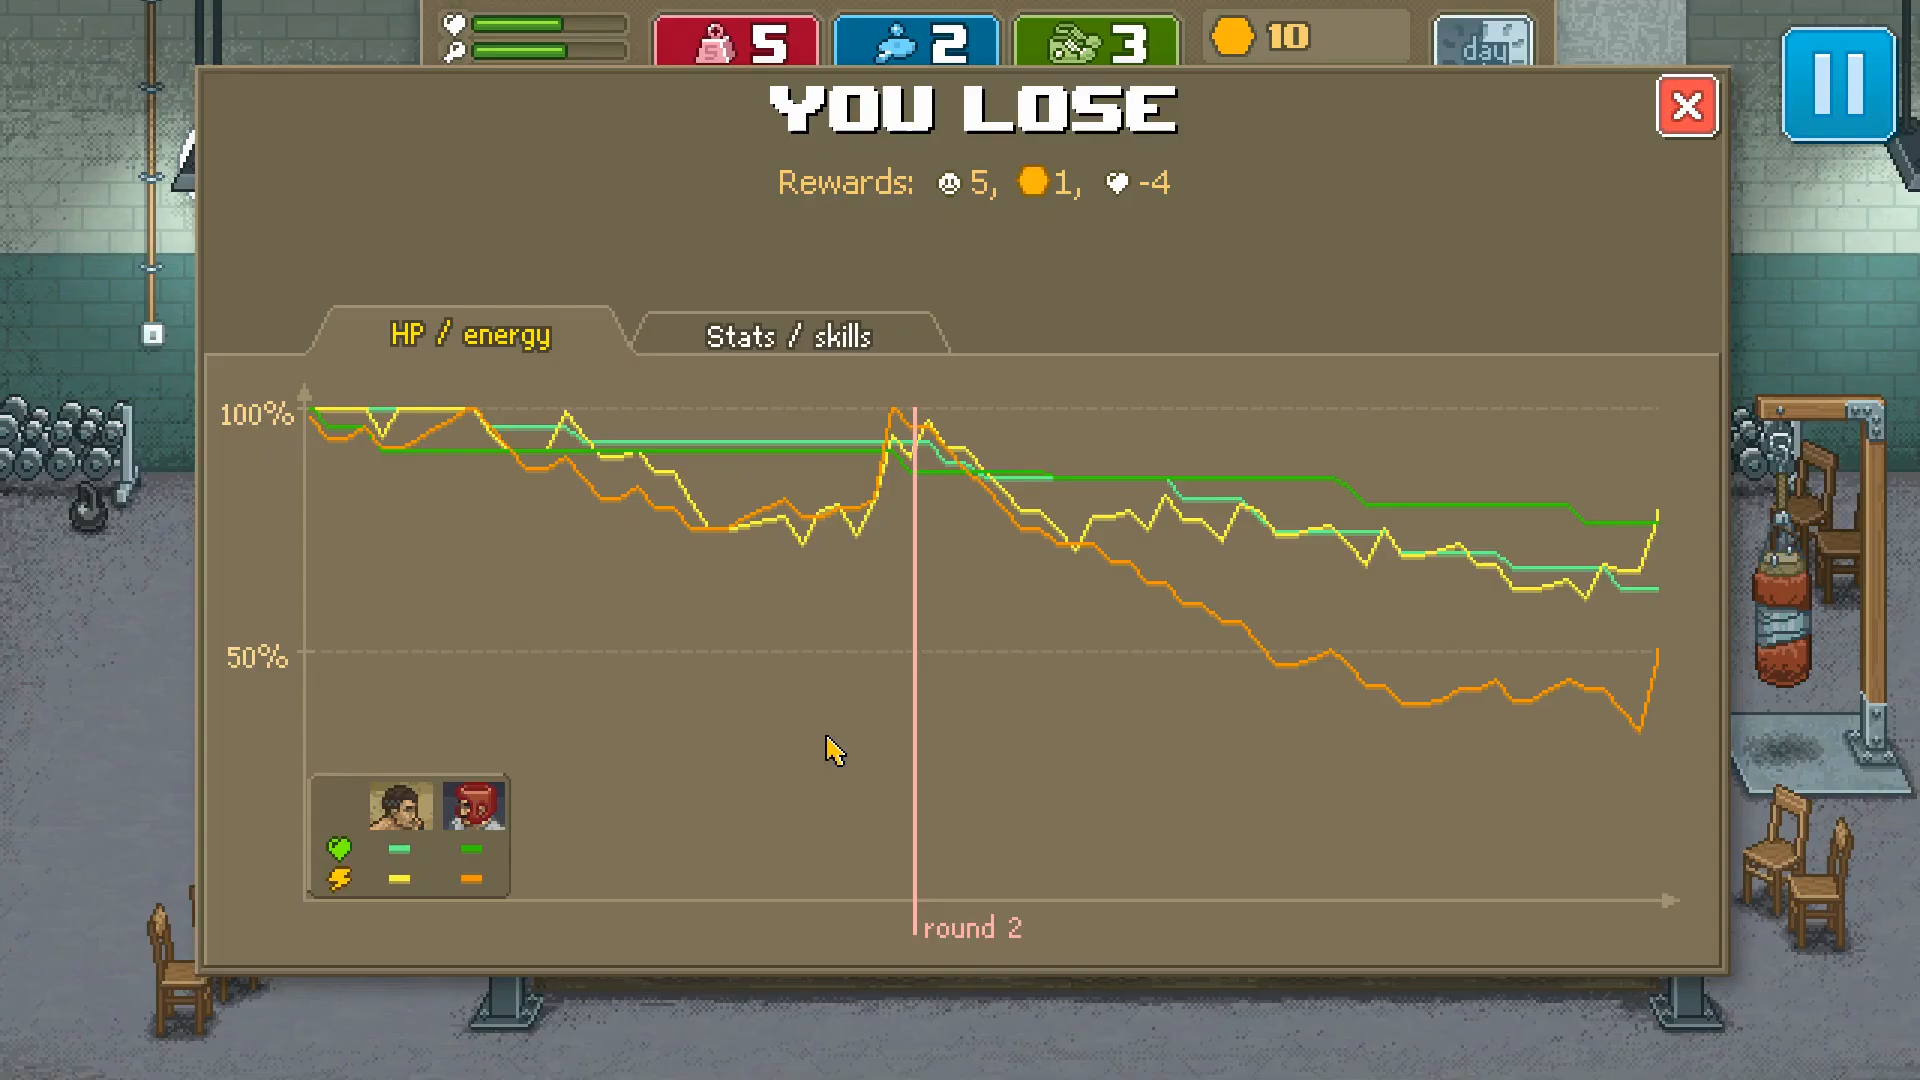 5 2 3 10 day
YOU LOSE
Rewards: 5, 1, -4
HP / energy Stats / skills
100%
50%
round 2